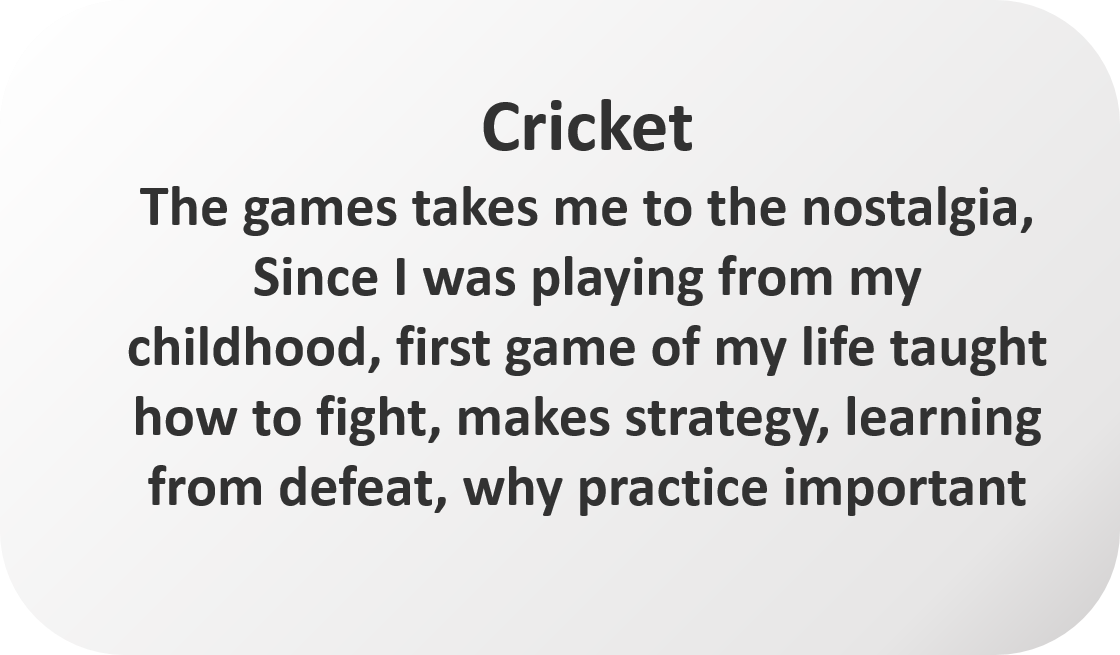 Cricket
The games takes me to the nostalgia,
Since I was playing from my
childhood, first game of my life taught
how to fight, makes strategy, learning
from defeat, why practice important